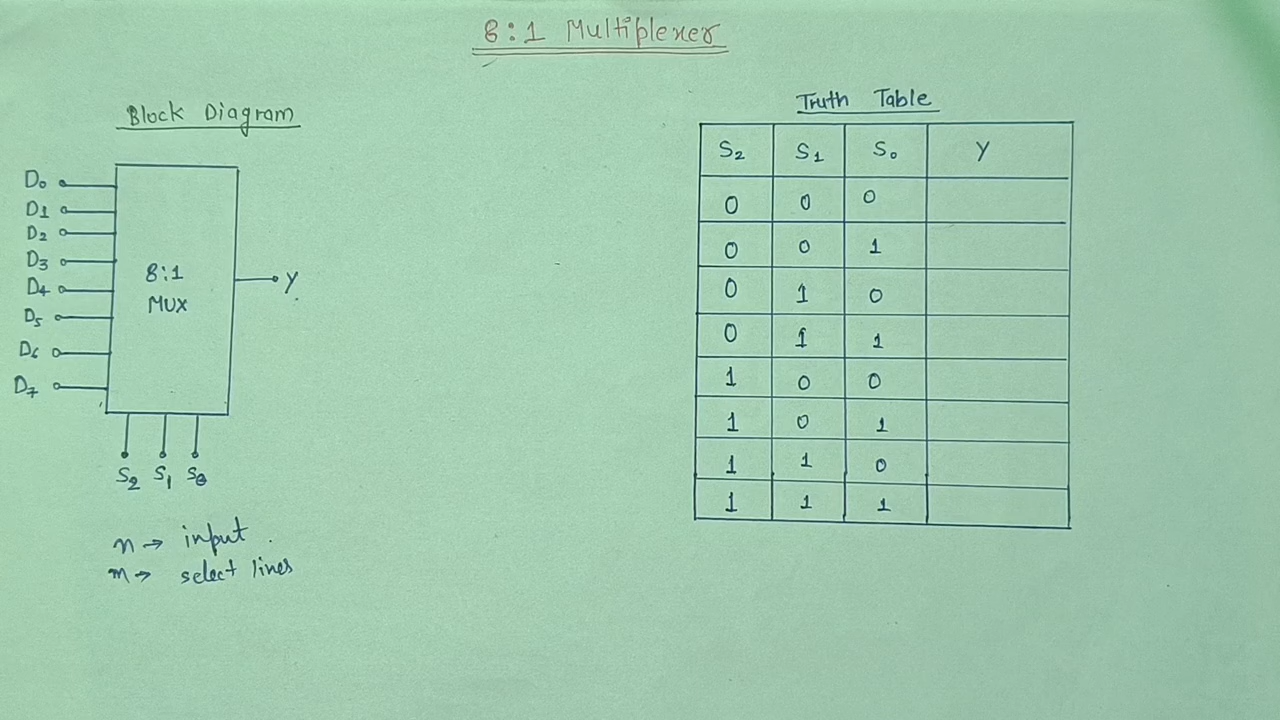 8:1 Multiplexer
Block Diagram
D0
D1
D2
D3
D4
D5
D6
D7
8:1
MUX
Y
S2 S1 S0
n → input.
m → select lines
Truth Table
S2 S1 S0 Y
0 0 0
0 0 1
0 1 0
0 1 1
1 0 0
1 0 1
1 1 0
1 1 1